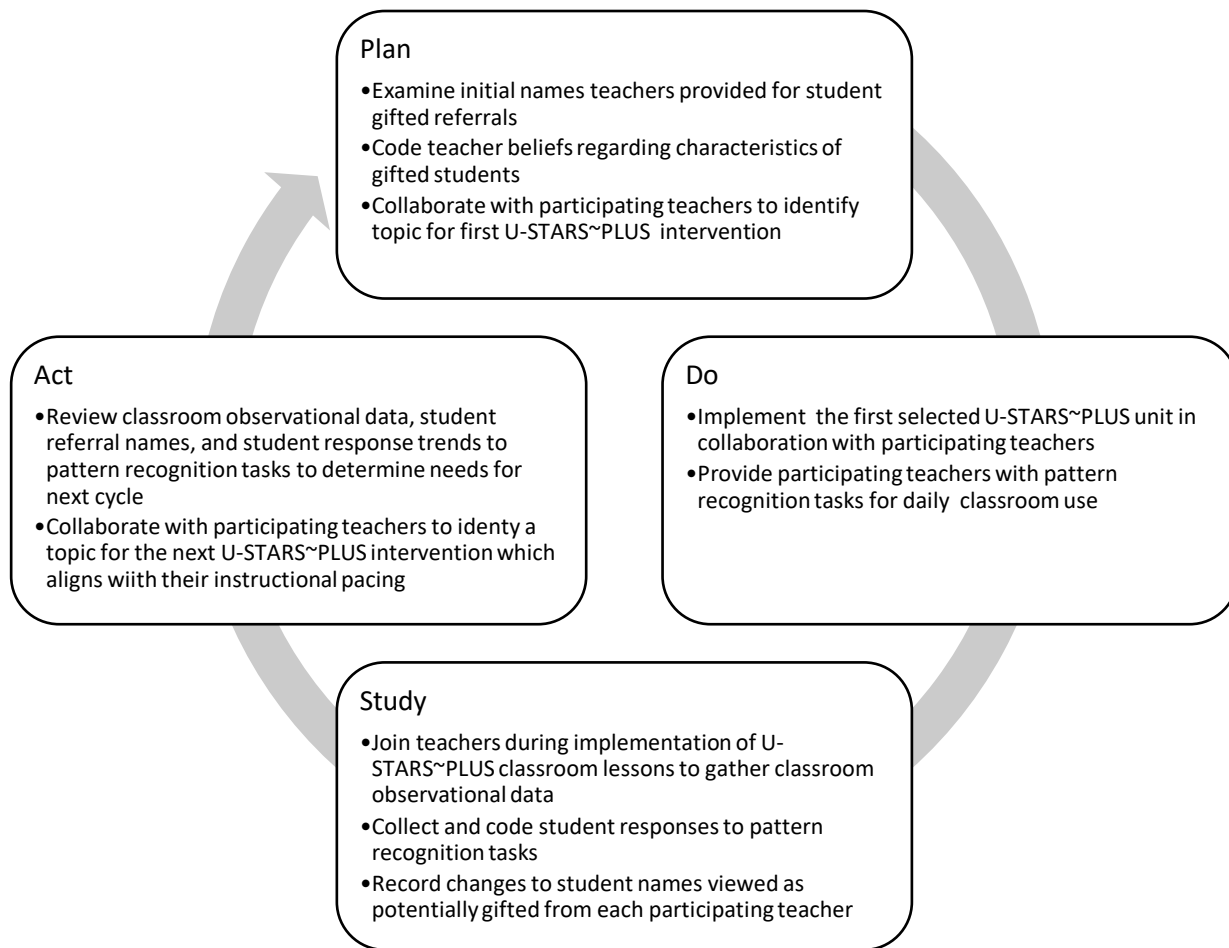 Plan
•Examine initial names teachers provided for student
gifted referrals
•Code teacher beliefs regarding characteristics of
gifted students
•Collaborate with participating teachers to identify
topic for first U-STARS~PLUS intervention
Do
•Implement the first selected U-STARS~PLUS unit in
collaboration with participating teachers
•Provide participating teachers with pattern
recognition tasks for daily classroom use
Study
•Join teachers during implementation of U-
STARS~PLUS classroom lessons to gather classroom
observational data
•Collect and code student responses to pattern
recognition tasks
•Record changes to student names viewed as
potentially gifted from each participating teacher
Act
•Review classroom observational data, student
referral names, and student response trends to
pattern recognition tasks to determine needs for
next cycle
•Collaborate with participating teachers to identy a
topic for the next U-STARS~PLUS intervention which
aligns wiith their instructional pacing